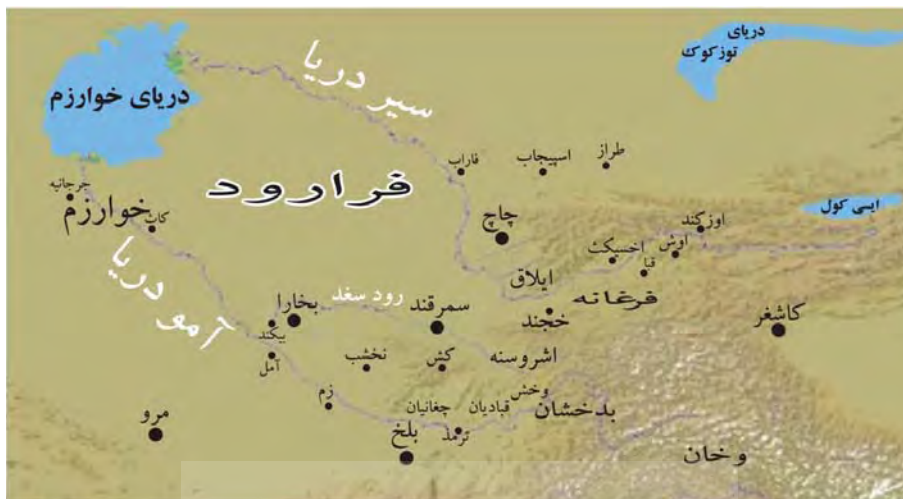 دریای
توزکوک
سیر دریا
دریای خوارزم
فاراب
اسپیجاب
طراز
فرارود
جرجانیه
ایسی کول
خوارزم
کاث
چاچ
اوزکند
اوش
اخسیکث
قبا
ایلاق
فرغانه
آمو دریا
بخارا
رود سغد
سمرقند
خجند
کاشغر
بیکند
آمل
نخشب
کش
اشروسنه
وخش
زم
چغانیان
قبادیان
بدخشان
مرو
بلخ
ترمذ
وخان